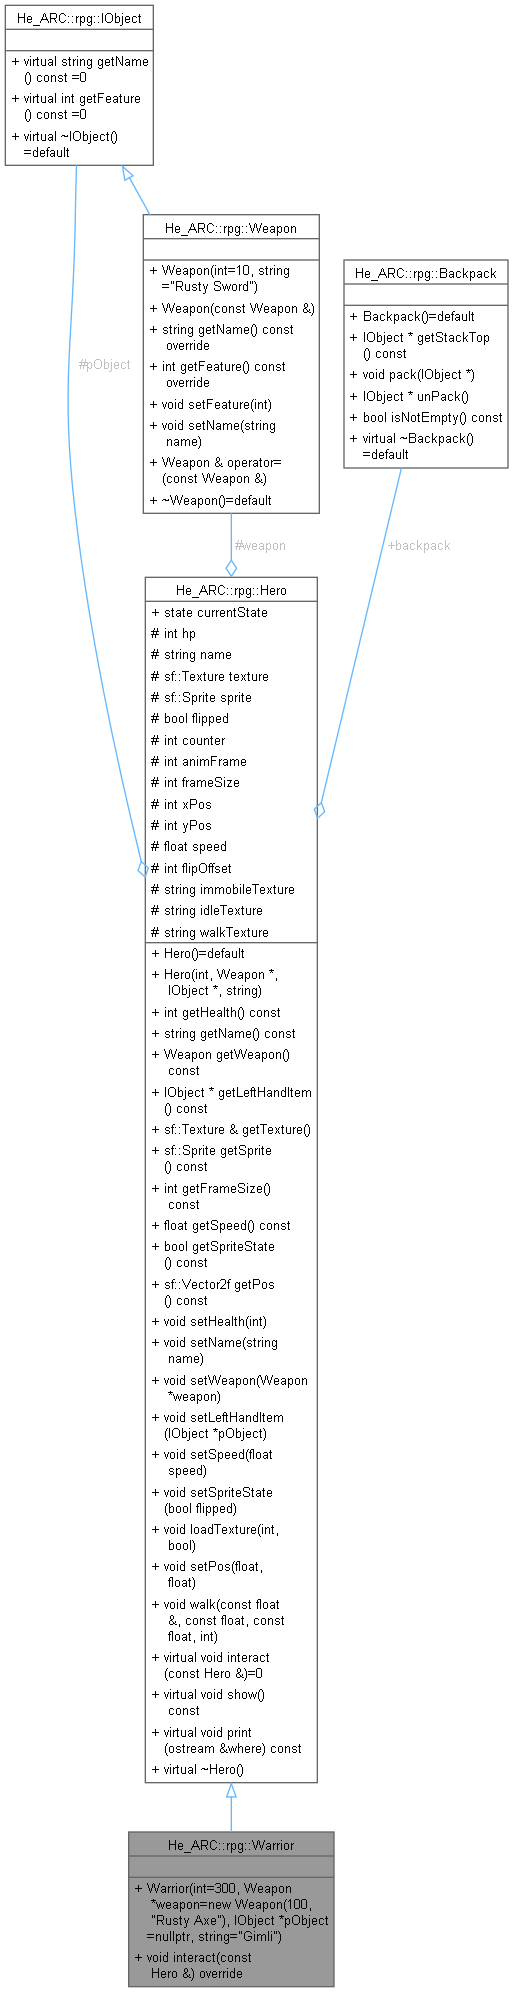 He_ARC::rpg::IObject
+ virtual string getName
() const =0
+ virtual int getFeature
() const =0
+ virtual ~IObject()
=default
He_ARC::rpg::Weapon
+ Weapon(int=10, string
="Rusty Sword")
+ Weapon(const Weapon &)
+ string getName() const
override
+ int getFeature() const
override
+ void setFeature(int)
+ void setName(string
name)
+ Weapon & operator=
(const Weapon &)
+ ~Weapon()=default
He_ARC::rpg::Backpack
+ Backpack()=default
+ IObject * getStackTop
() const
+ void pack(IObject *)
+ IObject * unPack()
+ bool isNotEmpty() const
+ virtual ~Backpack()
=default
#pObject
#weapon
+backpack
He_ARC::rpg::Hero
+ state currentState
# int hp
# string name
# sf::Texture texture
# sf::Sprite sprite
# bool flipped
# int counter
# int animFrame
# int frameSize
# int xPos
# int yPos
# float speed
# int flipOffset
# string immobileTexture
# string idleTexture
# string walkTexture
+ Hero()=default
+ Hero(int, Weapon *,
IObject *, string)
+ int getHealth() const
+ string getName() const
+ Weapon getWeapon()
const
+ IObject * getLeftHandItem
() const
+ sf::Texture & getTexture()
+ sf::Sprite getSprite
() const
+ int getFrameSize()
const
+ float getSpeed() const
+ bool getSpriteState
() const
+ sf::Vector2f getPos
() const
+ void setHealth(int)
+ void setName(string
name)
+ void setWeapon(Weapon
*weapon)
+ void setLeftHandItem
(IObject *pObject)
+ void setSpeed(float
speed)
+ void setSpriteState
(bool flipped)
+ void loadTexture(int,
bool)
+ void setPos(float,
float)
+ void walk(const float
&, const float, const
float, int)
+ virtual void interact
(const Hero &)=0
+ virtual void show()
const
+ virtual void print
(ostream &where) const
+ virtual ~Hero()
He_ARC::rpg::Warrior
+ Warrior(int=300, Weapon
*weapon=new Weapon(100,
"Rusty Axe"), IObject *pObject
=nullptr, string="Gimli")
+ void interact(const
Hero &) override